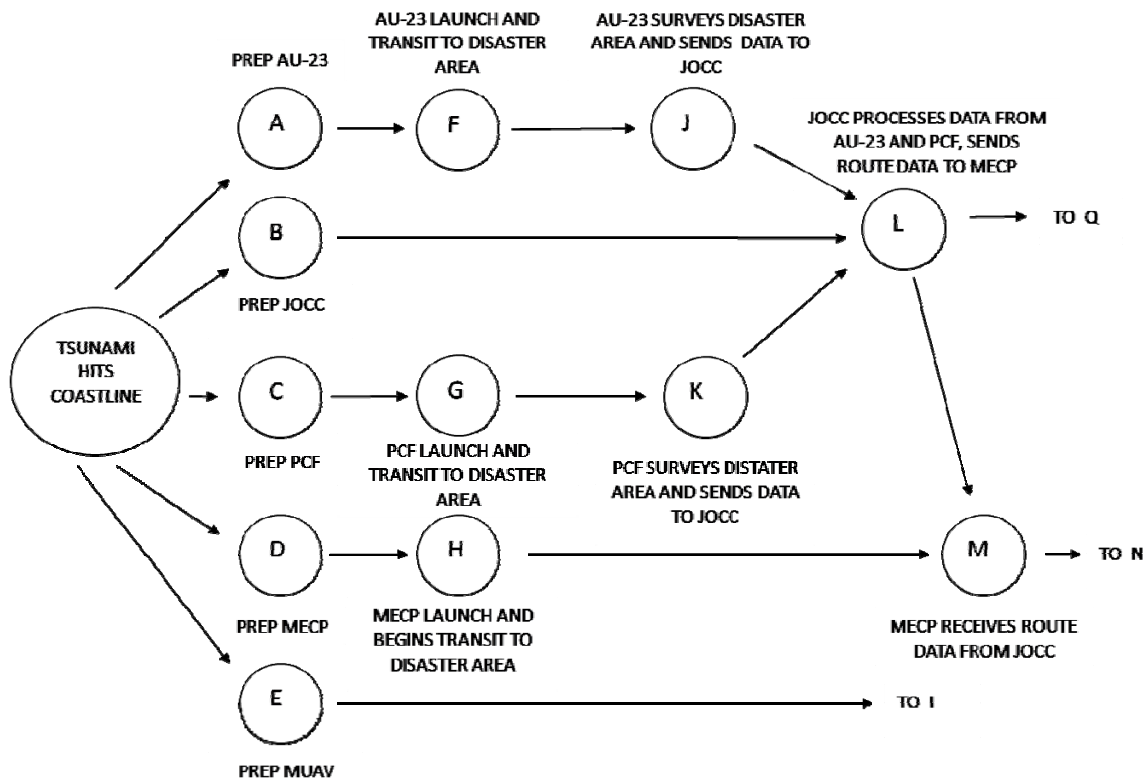 AU-23 LAUNCH AND
TRANSIT TO DISASTER
AREA
AU-23 SURVEYS DISASTER
AREA AND SENDS DATA TO
JOCC
PREP AU-23
A
F
J
JOCC PROCESSES DATA FROM
AU-23 AND PCF, SENDS
ROUTE DATA TO MECP
B
L
TO Q
PREP JOCC
TSUNAMI
HITS
COASTLINE
C
G
K
PREP PCF
PCF LAUNCH AND
TRANSIT TO DISASTER
AREA
PCF SURVEYS DISTATER
AREA AND SENDS DATA
TO JOCC
D
H
M
TO N
PREP MECP
MECP LAUNCH AND
BEGINS TRANSIT TO
DISASTER AREA
MECP RECEIVES ROUTE
DATA FROM JOCC
E
TO I
PREP MUAV